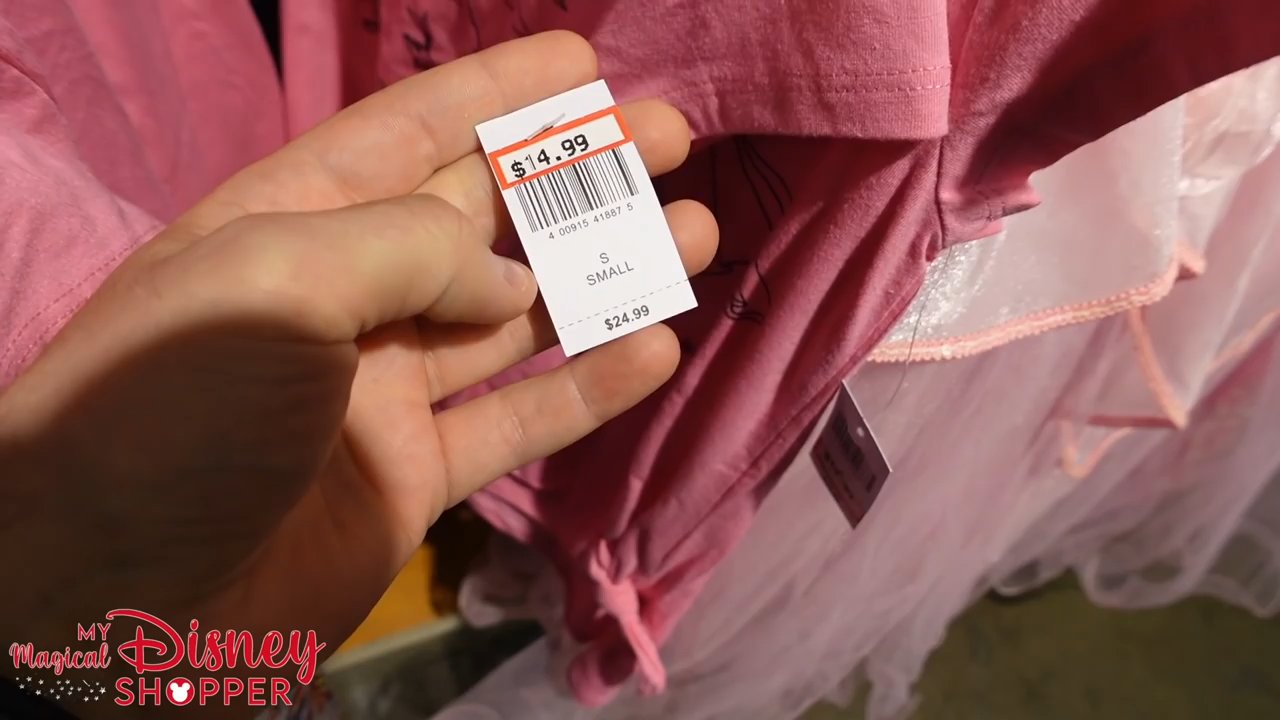 $14.99
4 00915 41887 5
S
SMALL
$24.99
MY
Magical Disney
SHOPPER